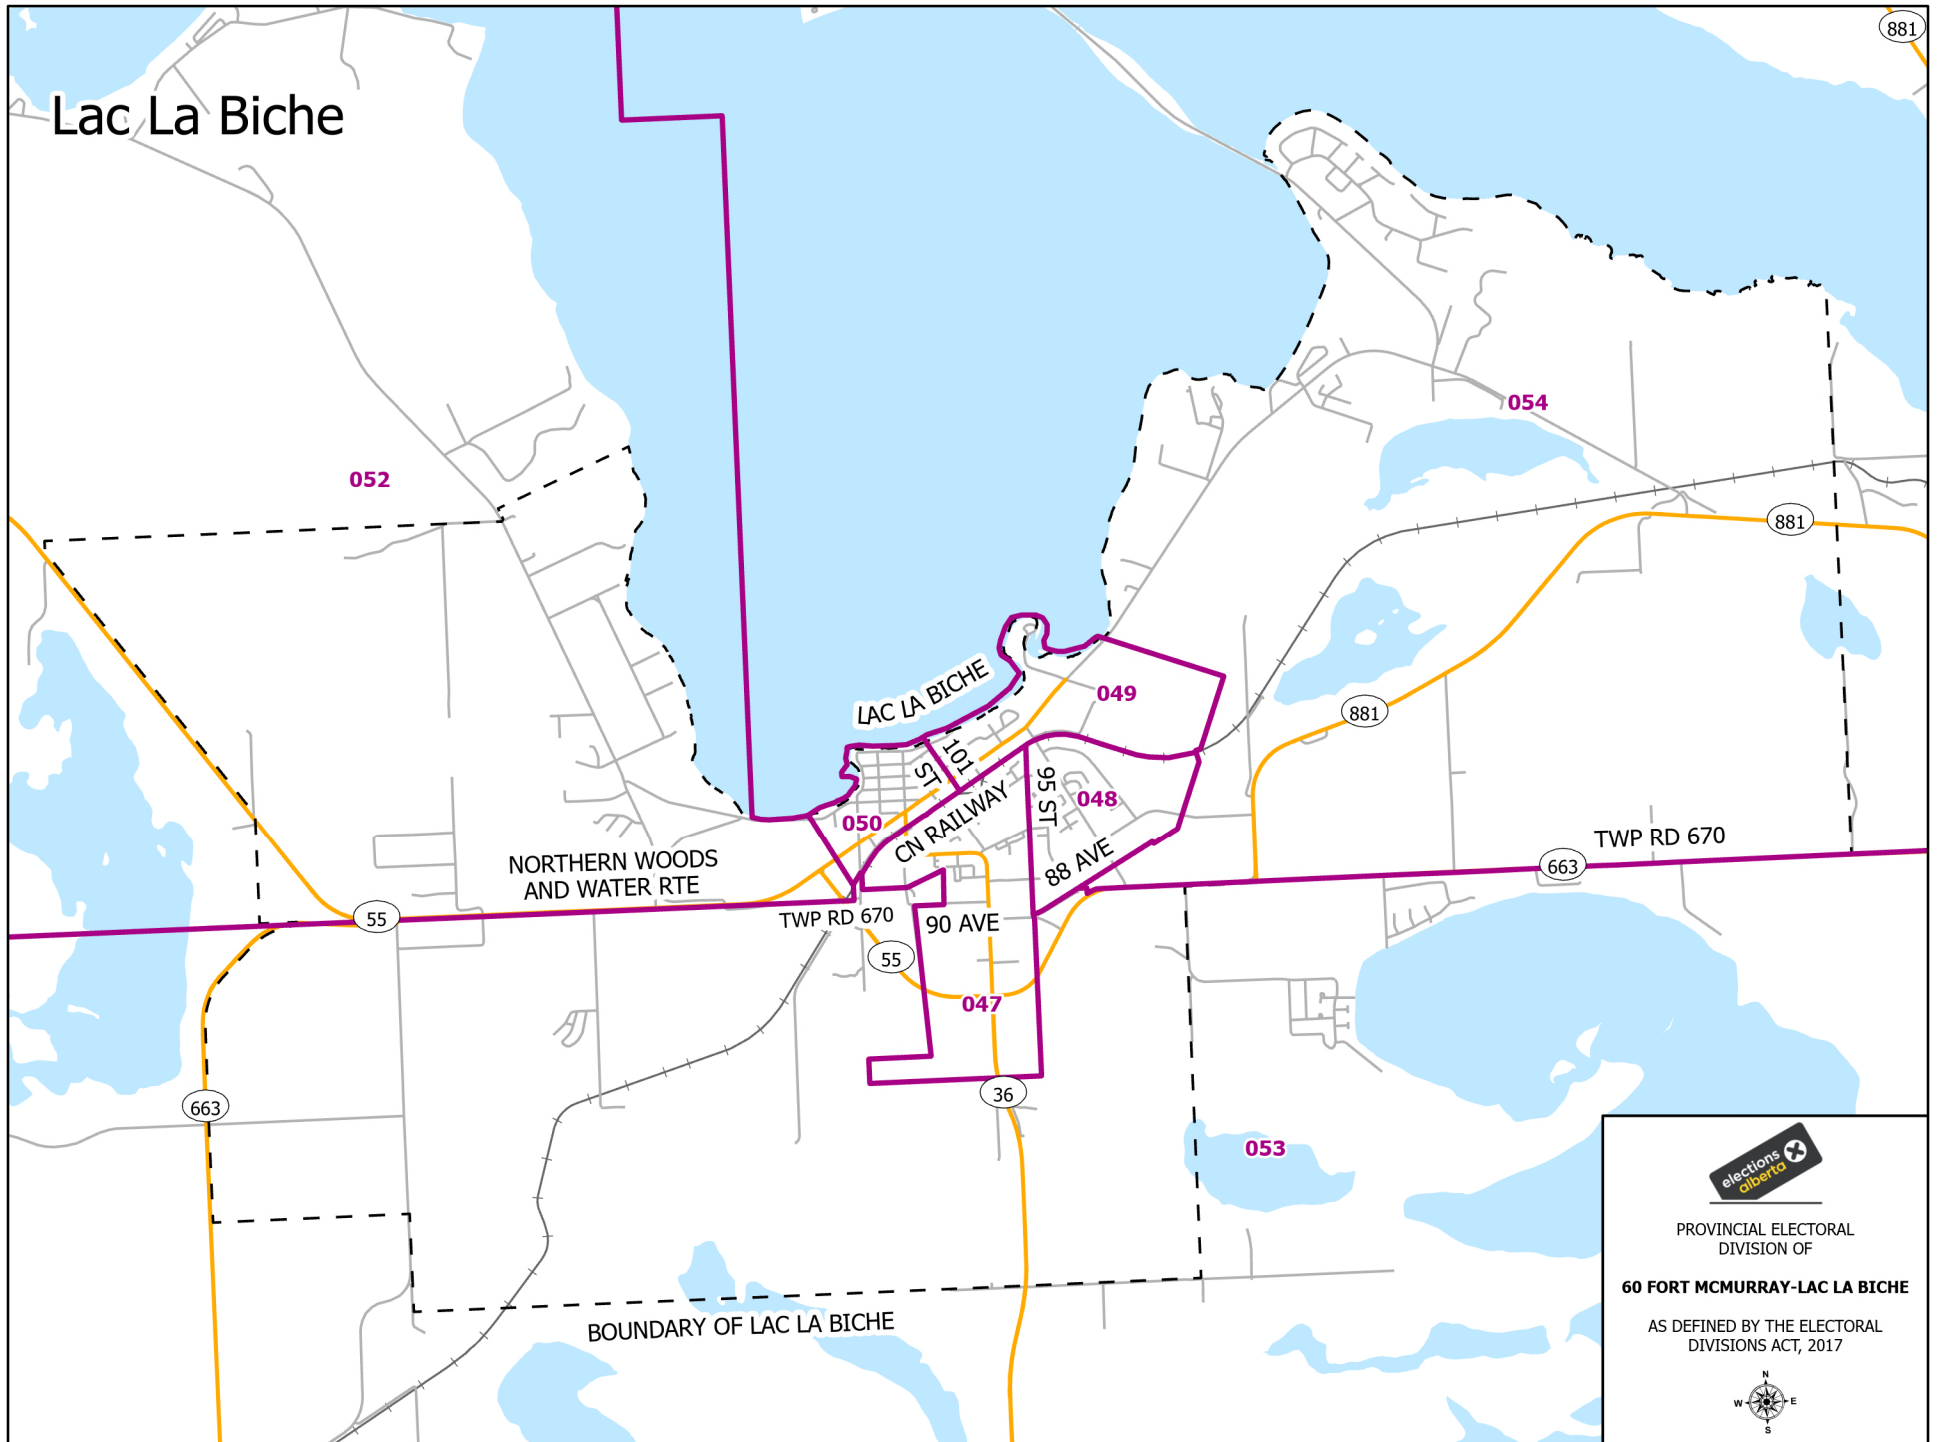 881
Lac La Biche
054
052
881
LAC LA BICHE
049
881
101
ST
95 ST
048
050
CN RAILWAY
TWP RD 670
88 AVE
663
NORTHERN WOODS
AND WATER RTE
55
TWP RD 670
90 AVE
55
047
36
663
053
BOUNDARY OF LAC LA BICHE
elections
alberta
PROVINCIAL ELECTORAL
DIVISION OF
60 FORT MCMURRAY-LAC LA BICHE
AS DEFINED BY THE ELECTORAL
DIVISIONS ACT, 2017
N
W E
S